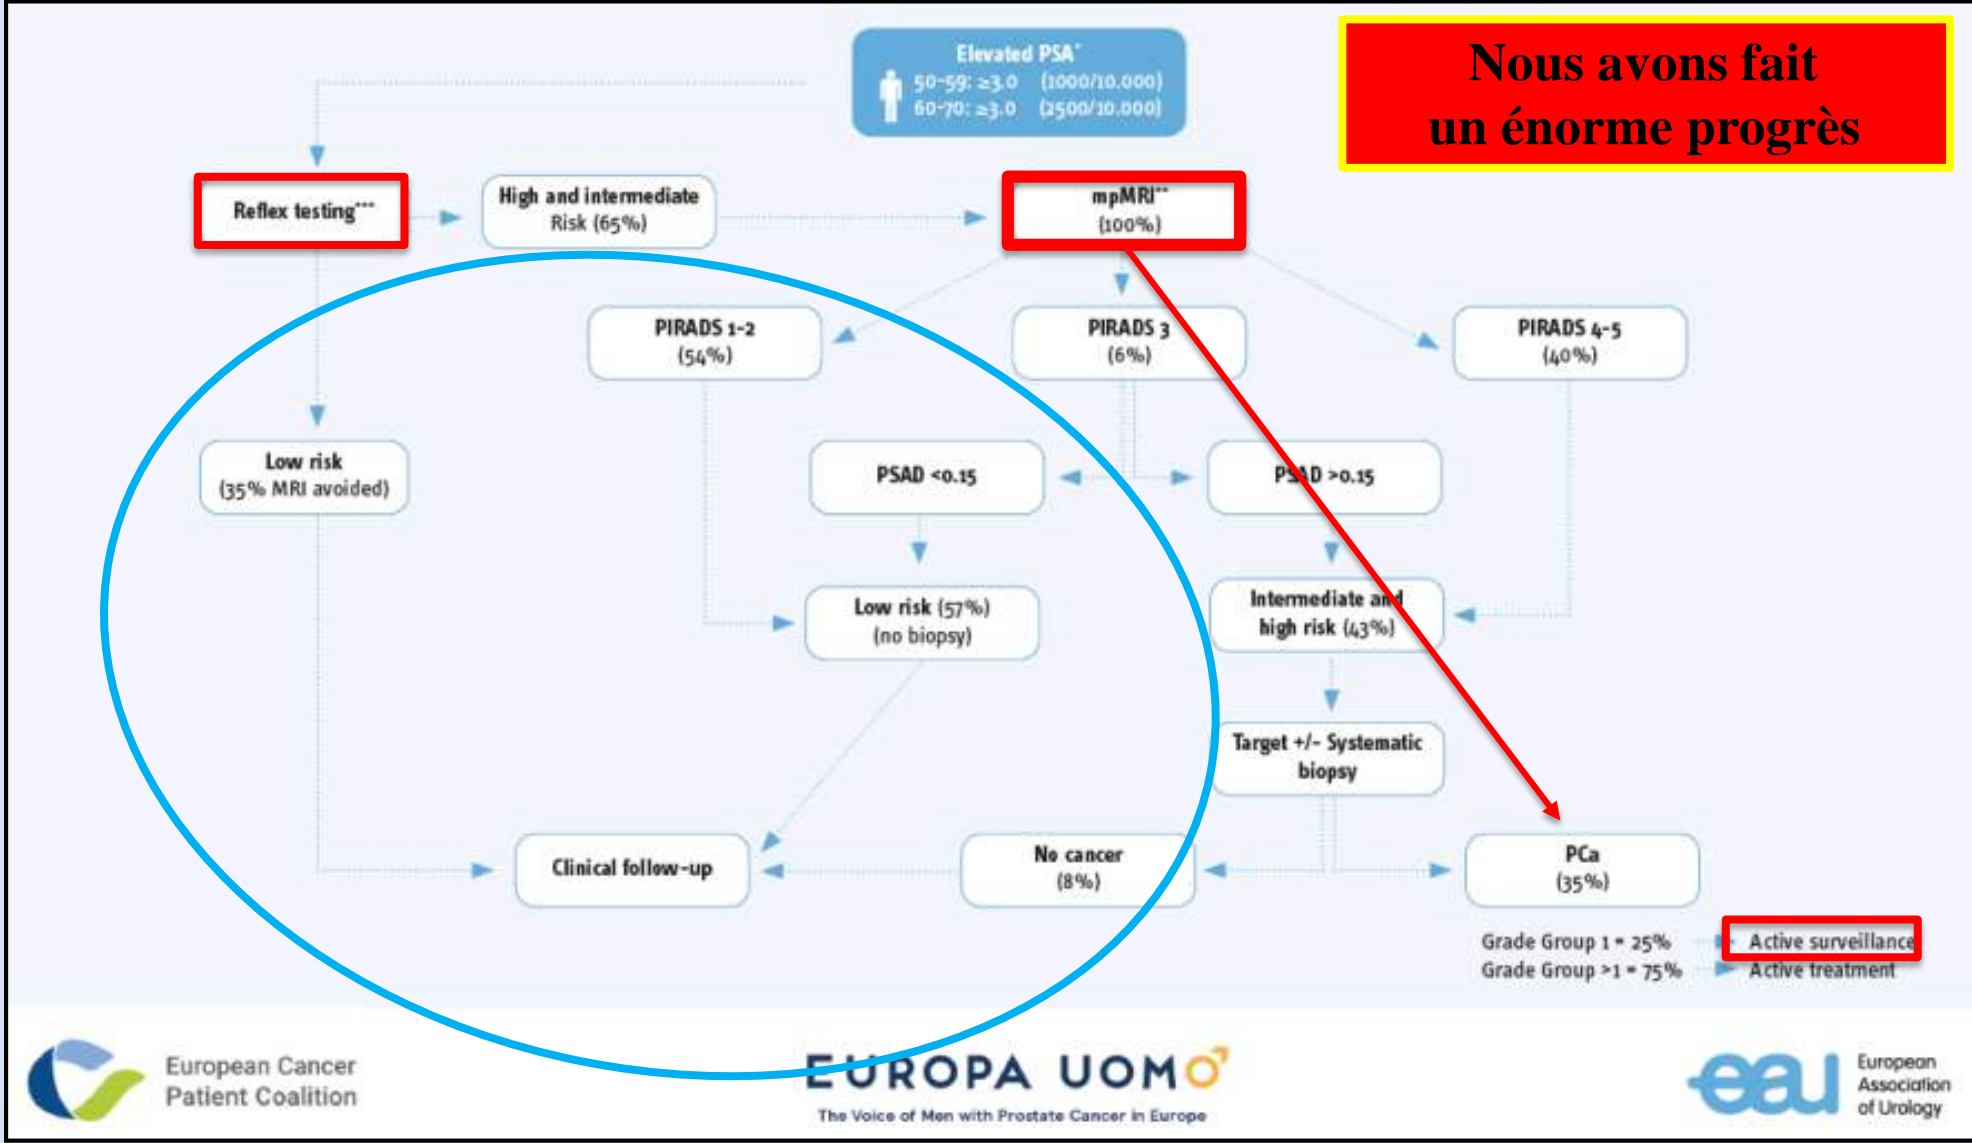 Elevated PSA*
50-59: ≥3.0 (1000/10.000)
60-70: ≥3.0 (2500/10.000)
Nous avons fait
un énorme progrès
Reflex testing***
High and intermediate
Risk (65%)
mpMRI**
(100%)
PIRADS 1-2
(54%)
PIRADS 3
(6%)
PIRADS 4-5
(40%)
Low risk
(35% MRI avoided)
PSAD <0.15
PSAD >0.15
Low risk (57%)
(no biopsy)
Intermediate and
high risk (43%)
Target +/- Systematic
biopsy
Clinical follow-up
No cancer
(8%)
PCa
(35%)
Grade Group 1 = 25% Active surveillance
Grade Group >1 = 75% Active treatment
European Cancer
Patient Coalition
EUROPA UOMO
The Voice of Men with Prostate Cancer in Europe
eau
European
Association
of Urology